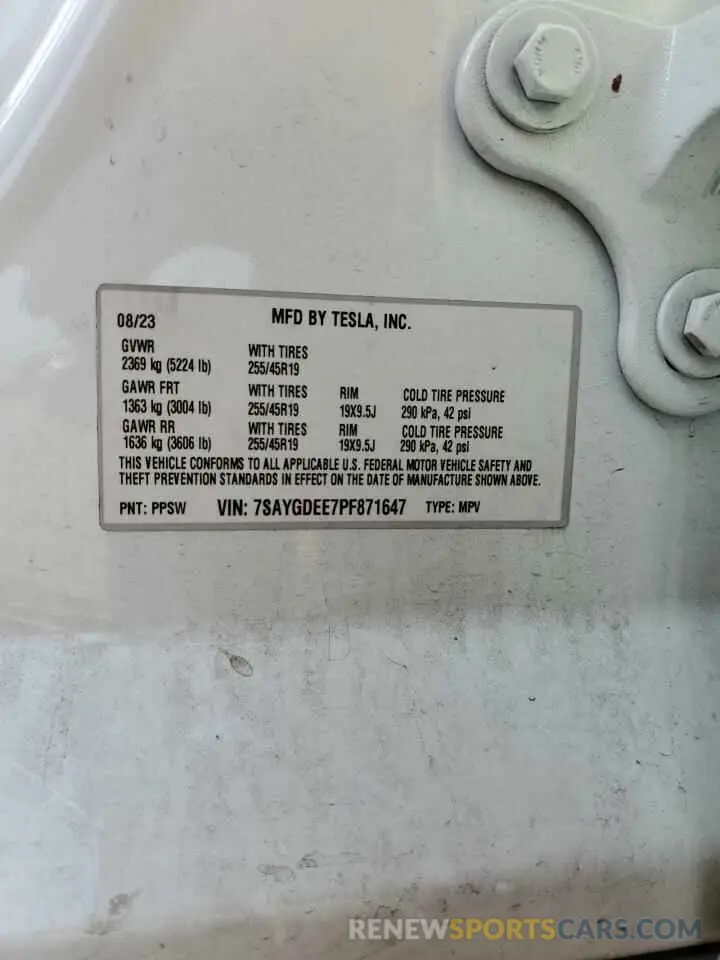 08/23 MFD BY TESLA, INC.
GVWR WITH TIRES
2369 kg (5224 lb) 255/45R19
GAWR FRT WITH TIRES RIM COLD TIRE PRESSURE
1363 kg (3004 lb) 255/45R19 19X9.5J 290 kPa, 42 psi
GAWR RR WITH TIRES RIM COLD TIRE PRESSURE
1636 kg (3606 lb) 255/45R19 19X9.5J 290 kPa, 42 psi
THIS VEHICLE CONFORMS TO ALL APPLICABLE U.S. FEDERAL MOTOR VEHICLE SAFETY AND
THEFT PREVENTION STANDARDS IN EFFECT ON THE DATE OF MANUFACTURE SHOWN ABOVE.
PNT: PPSW VIN: 7SAYGDEE7PF871647 TYPE: MPV
RENEWSPORTSCARS.COM